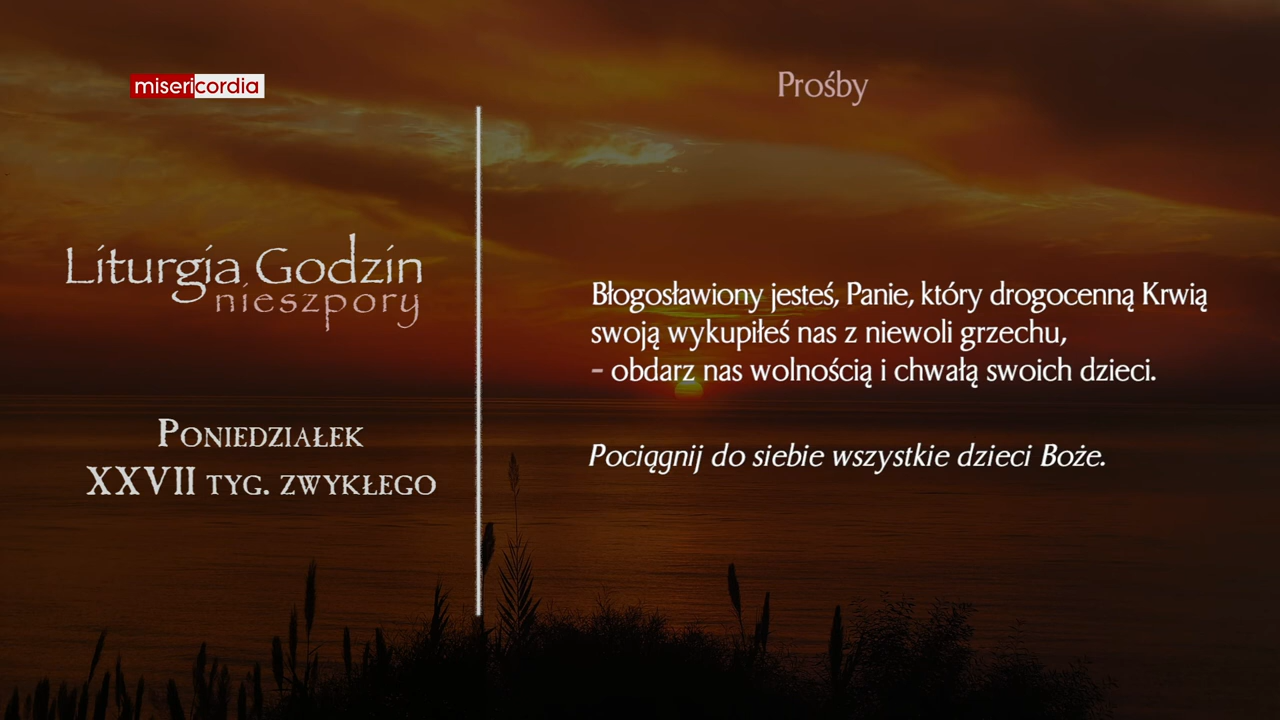 misericordia
Prośby
Liturgia Godzin
nieszpory
Poniedziałek
XXVII tyg. zwykłego
Błogosławiony jesteś, Panie, który drogocenną Krwią
swoją wykupiłeś nas z niewoli grzechu,
- obdarz nas wolnością i chwałą swoich dzieci.
Pociągnij do siebie wszystkie dzieci Boże.